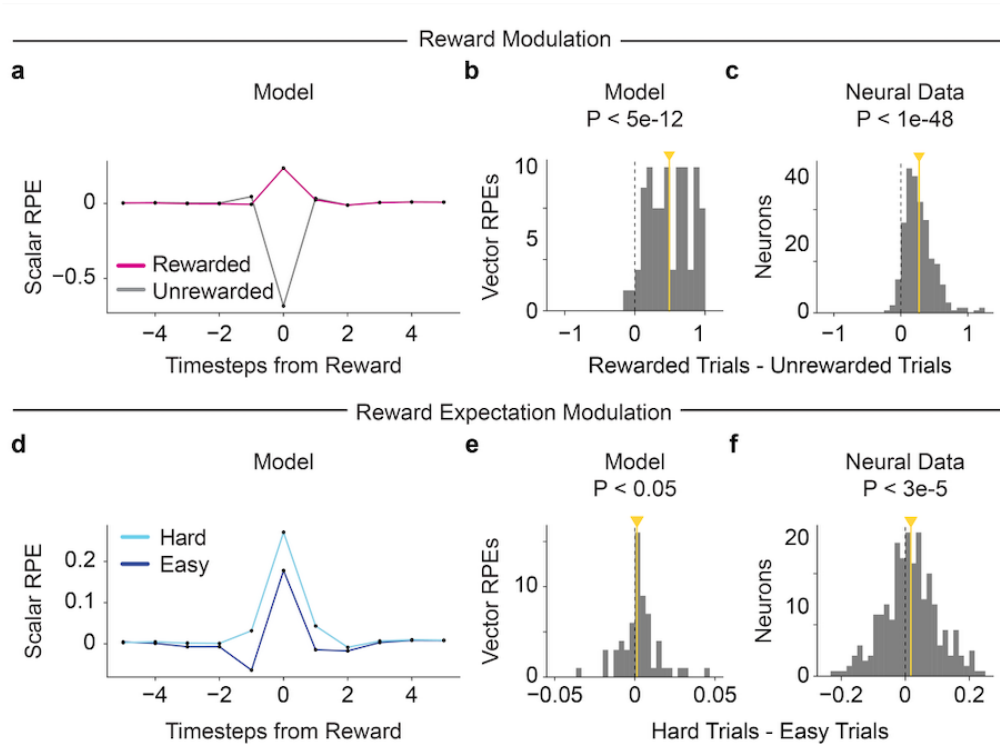 Reward Modulation
a
Model
Scalar RPE
0
−0.5
Rewarded
Unrewarded
−4
−2
0
2
4
Timesteps from Reward
b
Model
P < 5e-12
Vector RPEs
10
5
0
−1
0
1
c
Neural Data
P < 1e-48
Neurons
40
20
0
−1
0
1
Rewarded Trials - Unrewarded Trials
Reward Expectation Modulation
d
Model
Scalar RPE
0.2
0.1
0
Hard
Easy
−4
−2
0
2
4
Timesteps from Reward
e
Model
P < 0.05
Vector RPEs
10
0
−0.05
0
0.05
f
Neural Data
P < 3e-5
Neurons
20
10
0
−0.2
0
0.2
Hard Trials - Easy Trials